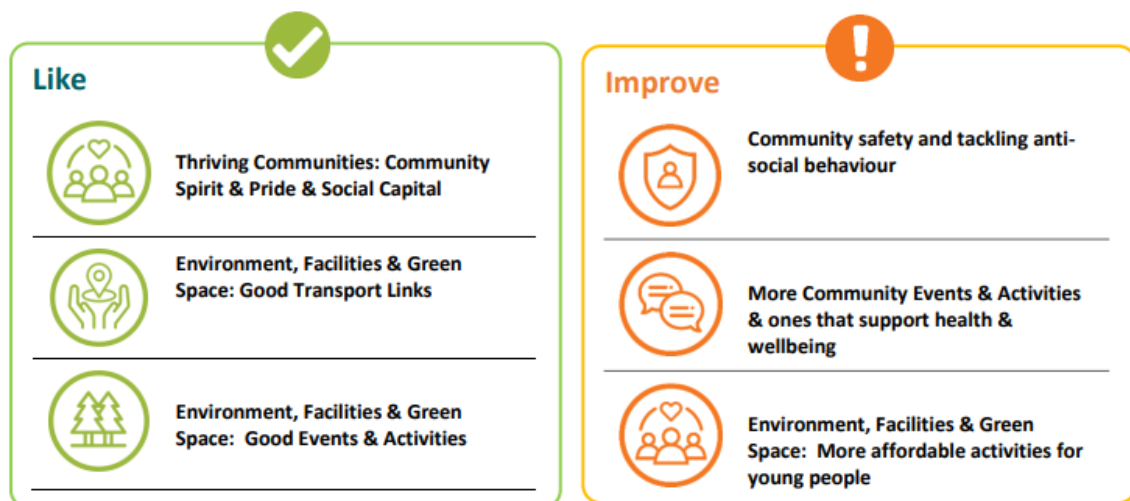 Like
Thriving Communities: Community
Spirit & Pride & Social Capital
Environment, Facilities & Green
Space: Good Transport Links
Environment, Facilities & Green
Space:  Good Events & Activities
Improve
Community safety and tackling anti-
social behaviour
More Community Events & Activities
& ones that support health &
wellbeing
Environment, Facilities & Green
Space:  More affordable activities for
young people